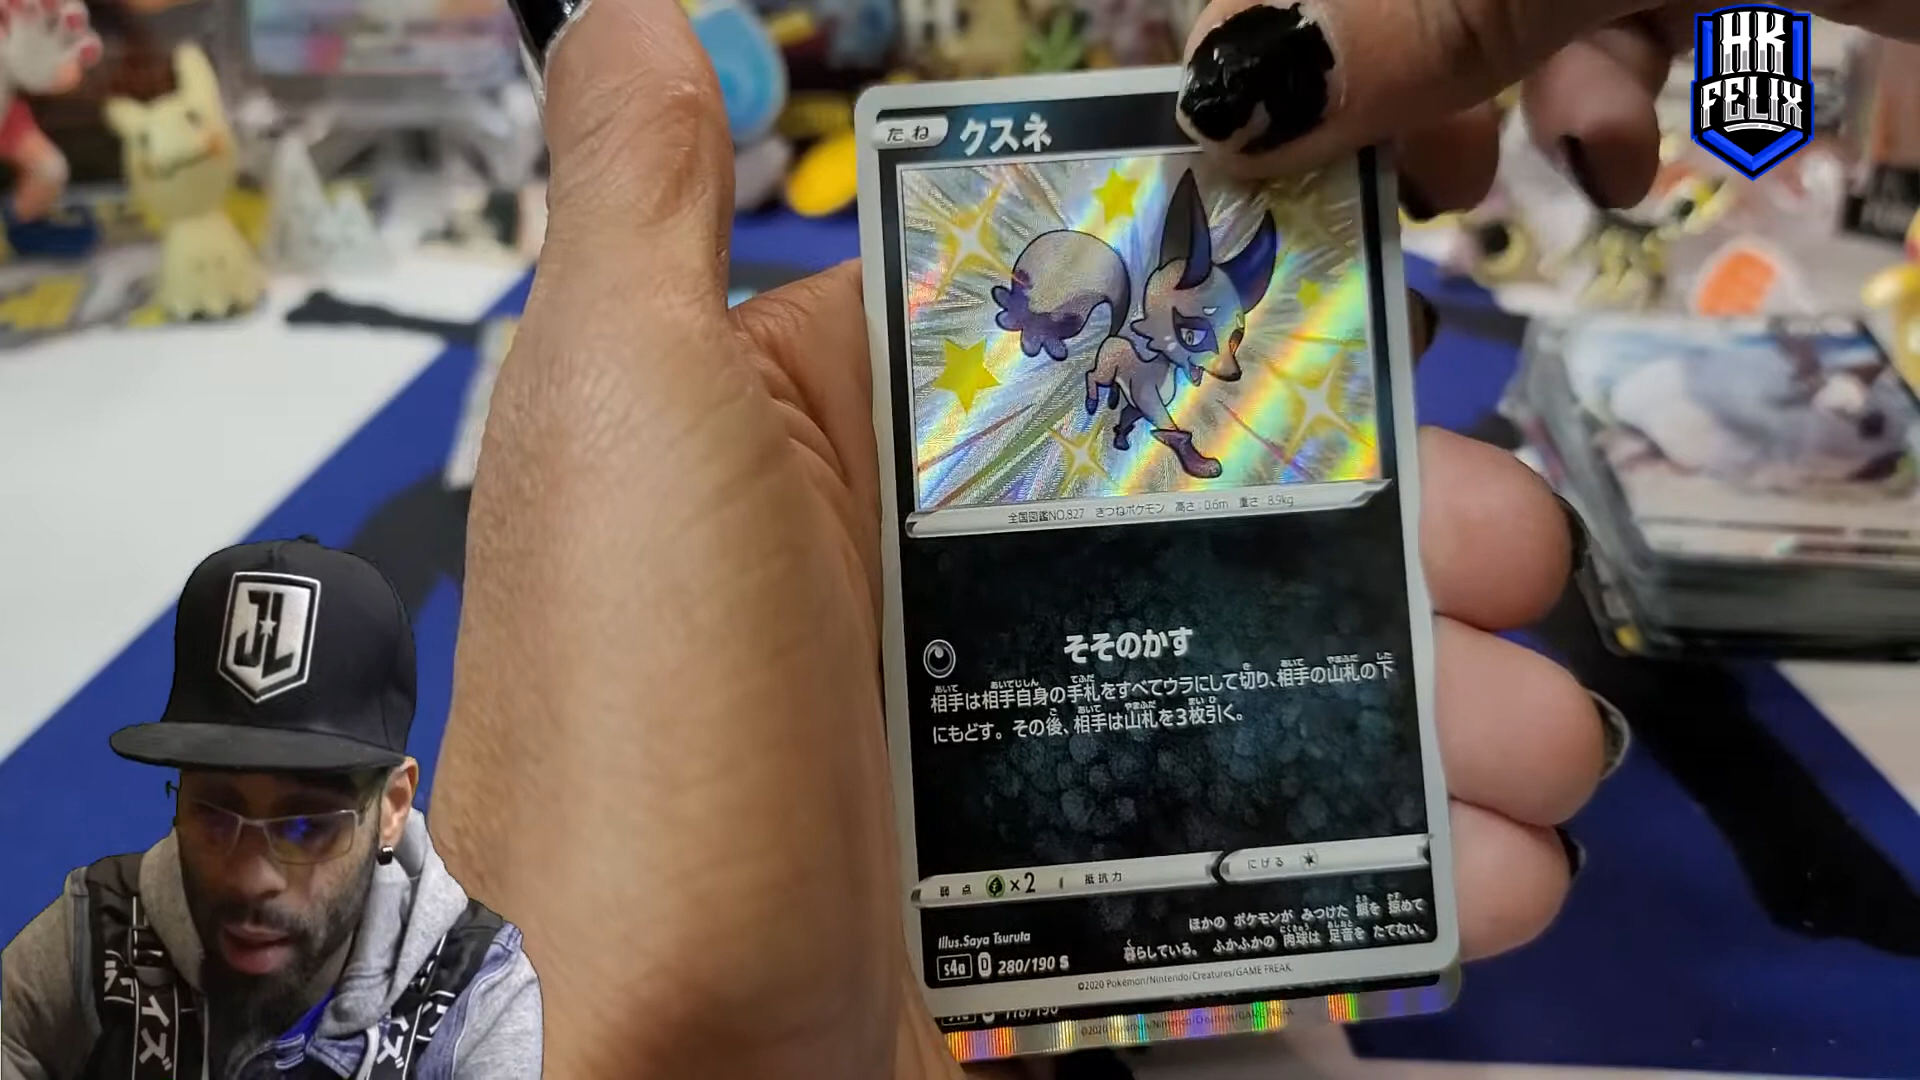 HK
FELIX
たね クスネ
全国図鑑NO.827 きつねポケモン 高さ:0.6m 重さ:8.9kg
そそのかす
相手は相手自身の手札をすべてウラにして切り、相手の山札の下
にもどす。その後、相手は山札を3枚引く。
弱点 ×2 抵抗力 にげる
ほかの ポケモンが みつけた 餌を 掠めて
暮らしている。 ふかふかの 肉球は 足音を たてない。
Illus.Saya Tsuruta
s4a D 280/190 S
©2020 Pokémon/Nintendo/Creatures/GAME FREAK.
118/190
JL
イズ